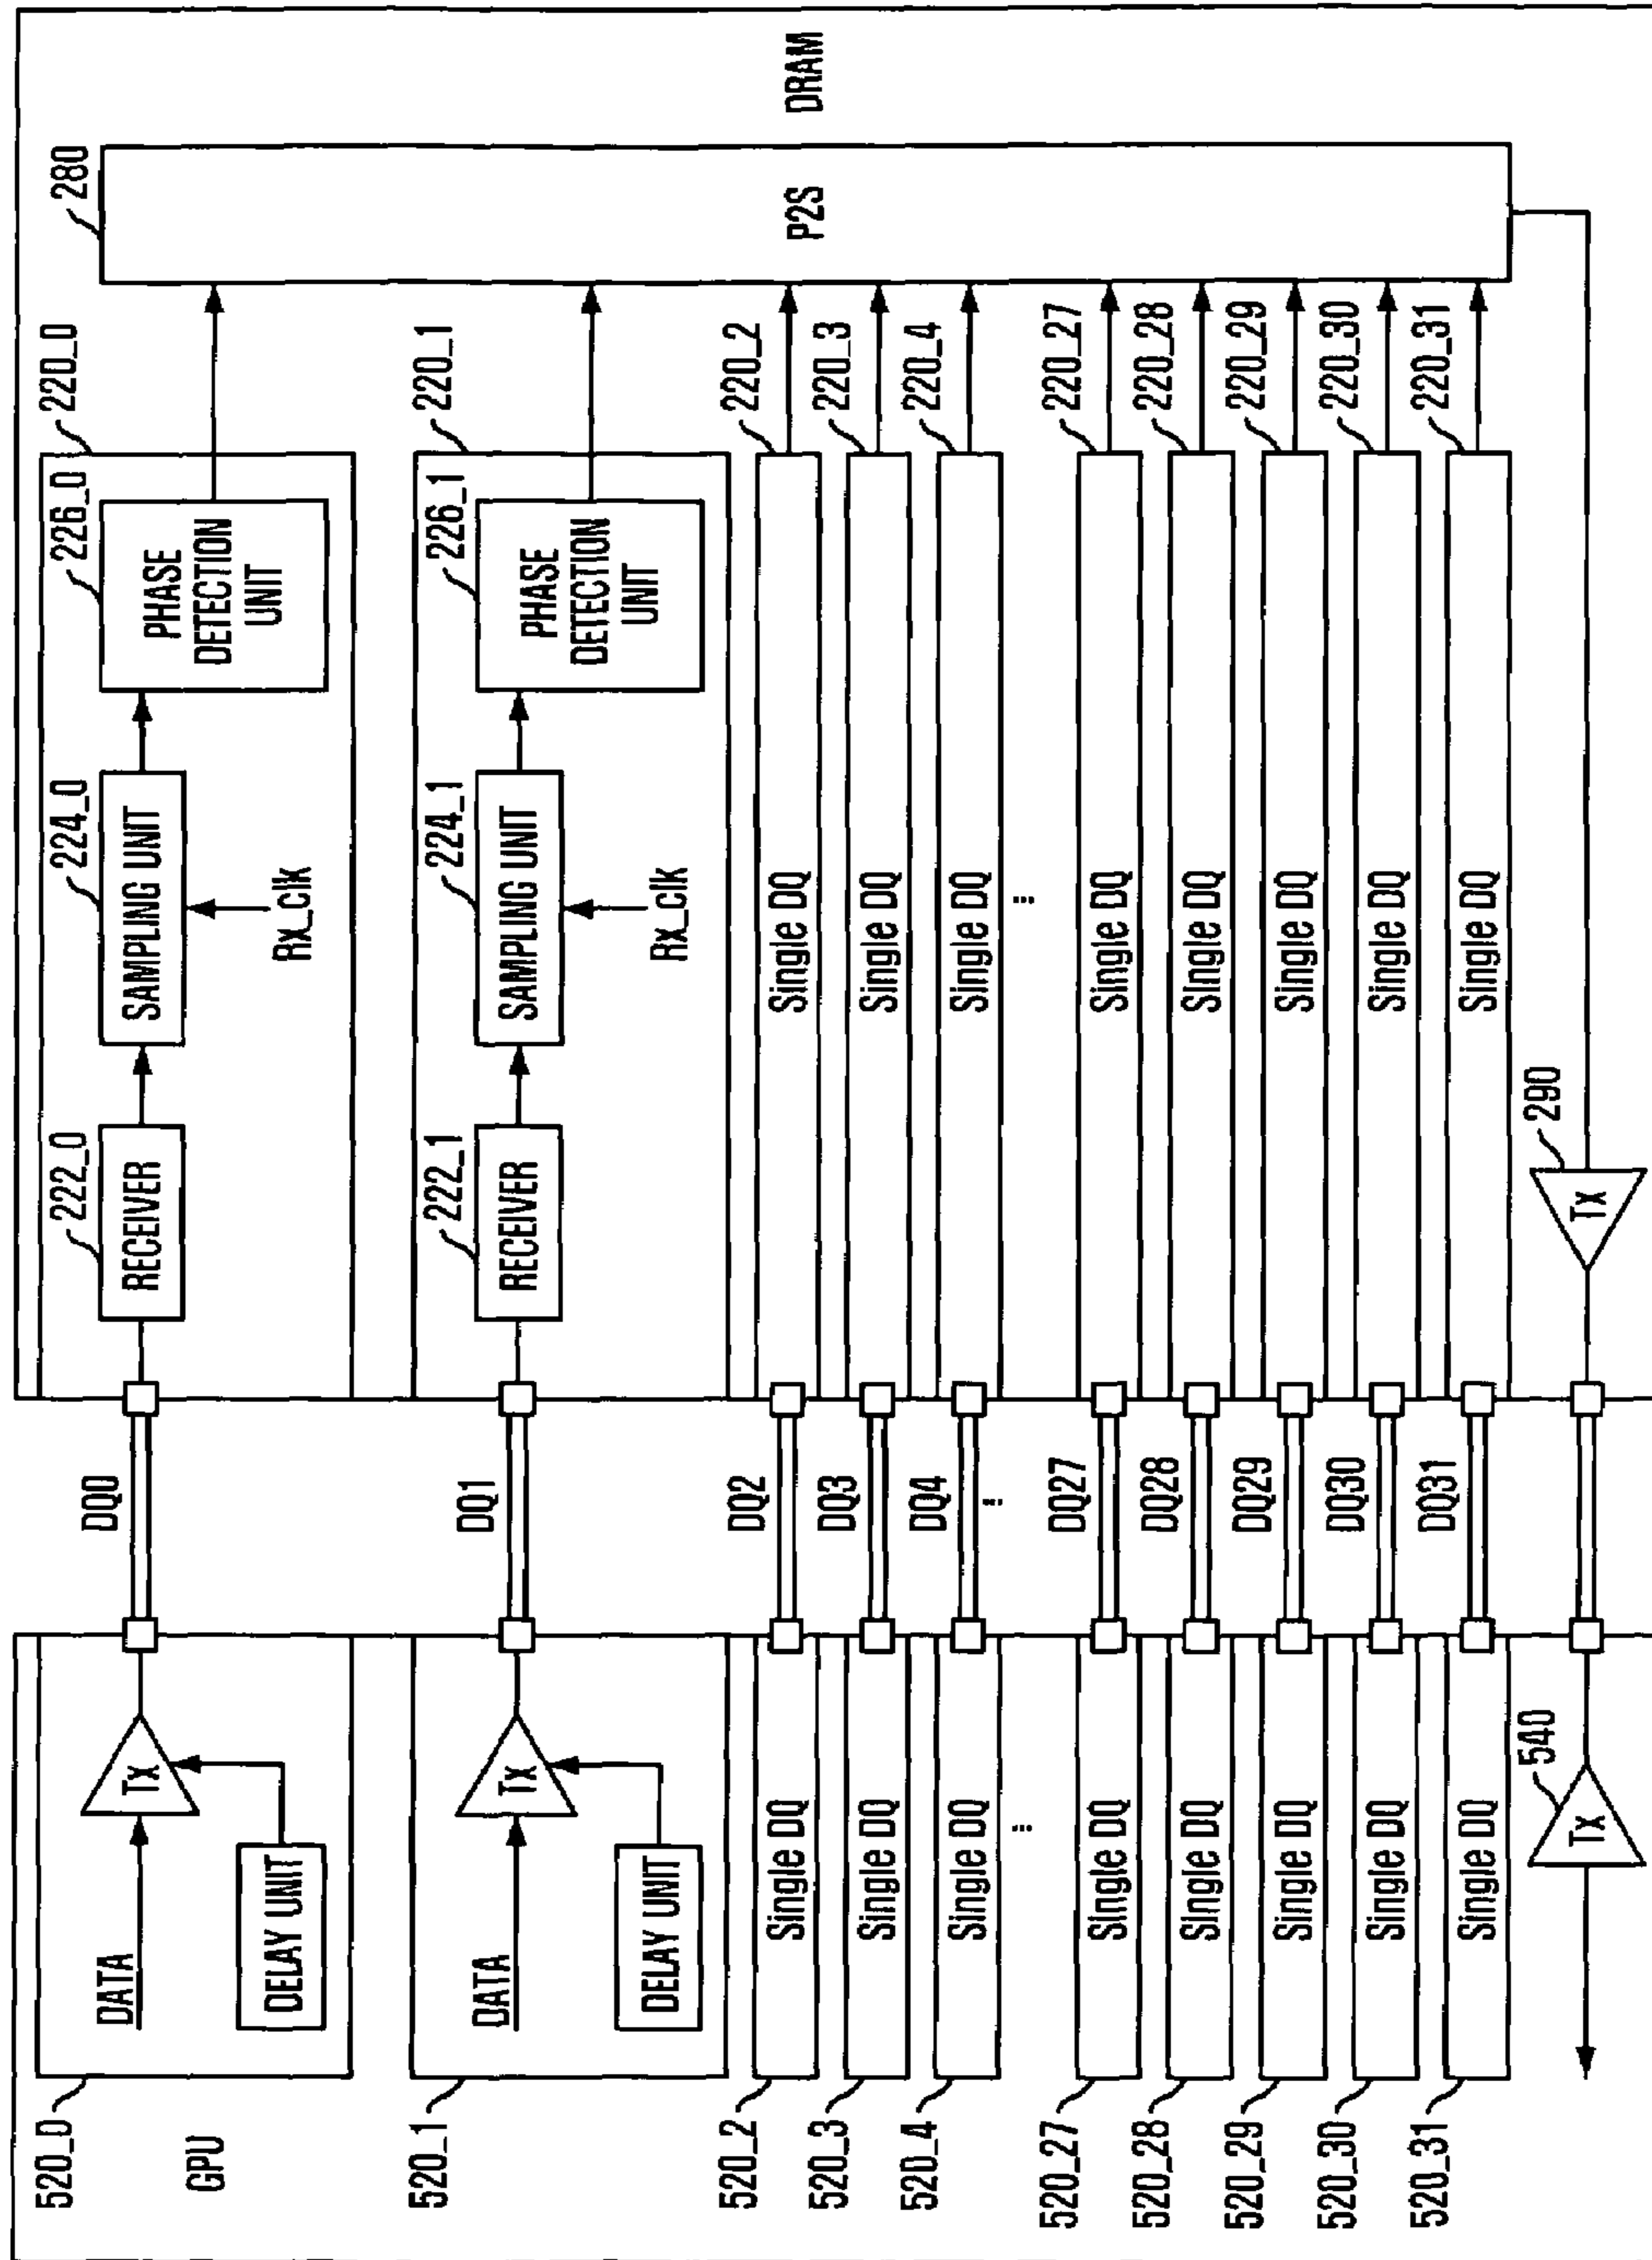 520_0
GPU
DATA
DELAY UNIT
Tx
DQ0
220_0
222_0
RECEIVER
224_0
SAMPLING UNIT
Rx_clk
226_0
PHASE
DETECTION
UNIT
280
P2S
DRAM
520_1
DATA
DELAY UNIT
Tx
DQ1
220_1
222_1
RECEIVER
224_1
SAMPLING UNIT
Rx_clk
226_1
PHASE
DETECTION
UNIT
520_2
Single DQ
DQ2
Single DQ
220_2
520_3
Single DQ
DQ3
Single DQ
220_3
520_4
Single DQ
DQ4
Single DQ
220_4
...
...
...
520_27
Single DQ
DQ27
Single DQ
220_27
520_28
Single DQ
DQ28
Single DQ
220_28
520_29
Single DQ
DQ29
Single DQ
220_29
520_30
Single DQ
DQ30
Single DQ
220_30
520_31
Single DQ
DQ31
Single DQ
220_31
540
Tx
290
Tx